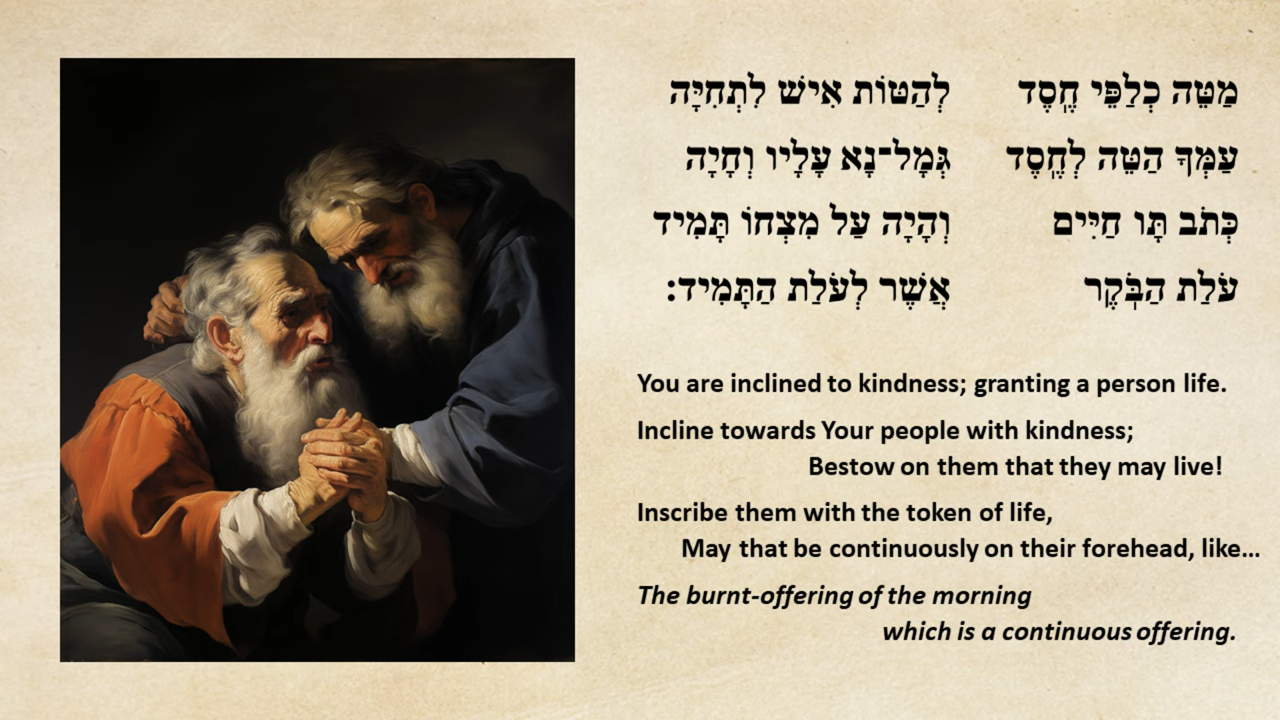 מַטֵּה כְלַפֵּי חֶֽסֶד לְהַטּוֹת אִישׁ לִתְחִיָּה
עַמְּךָ הַטֵּה לְחֶֽסֶד גְּמָל־נָא עָלָיו וְחָיָה
כְּתֹב תָּו חַיִּים וְהָיָה עַל מִצְחוֹ תָּמִיד
עֹלַת הַבֹּֽקֶר אֲשֶׁר לְעֹלַת הַתָּמִיד׃
You are inclined to kindness; granting a person life.
Incline towards Your people with kindness;
Bestow on them that they may live!
Inscribe them with the token of life,
May that be continuously on their forehead, like...
The burnt-offering of the morning
which is a continuous offering.